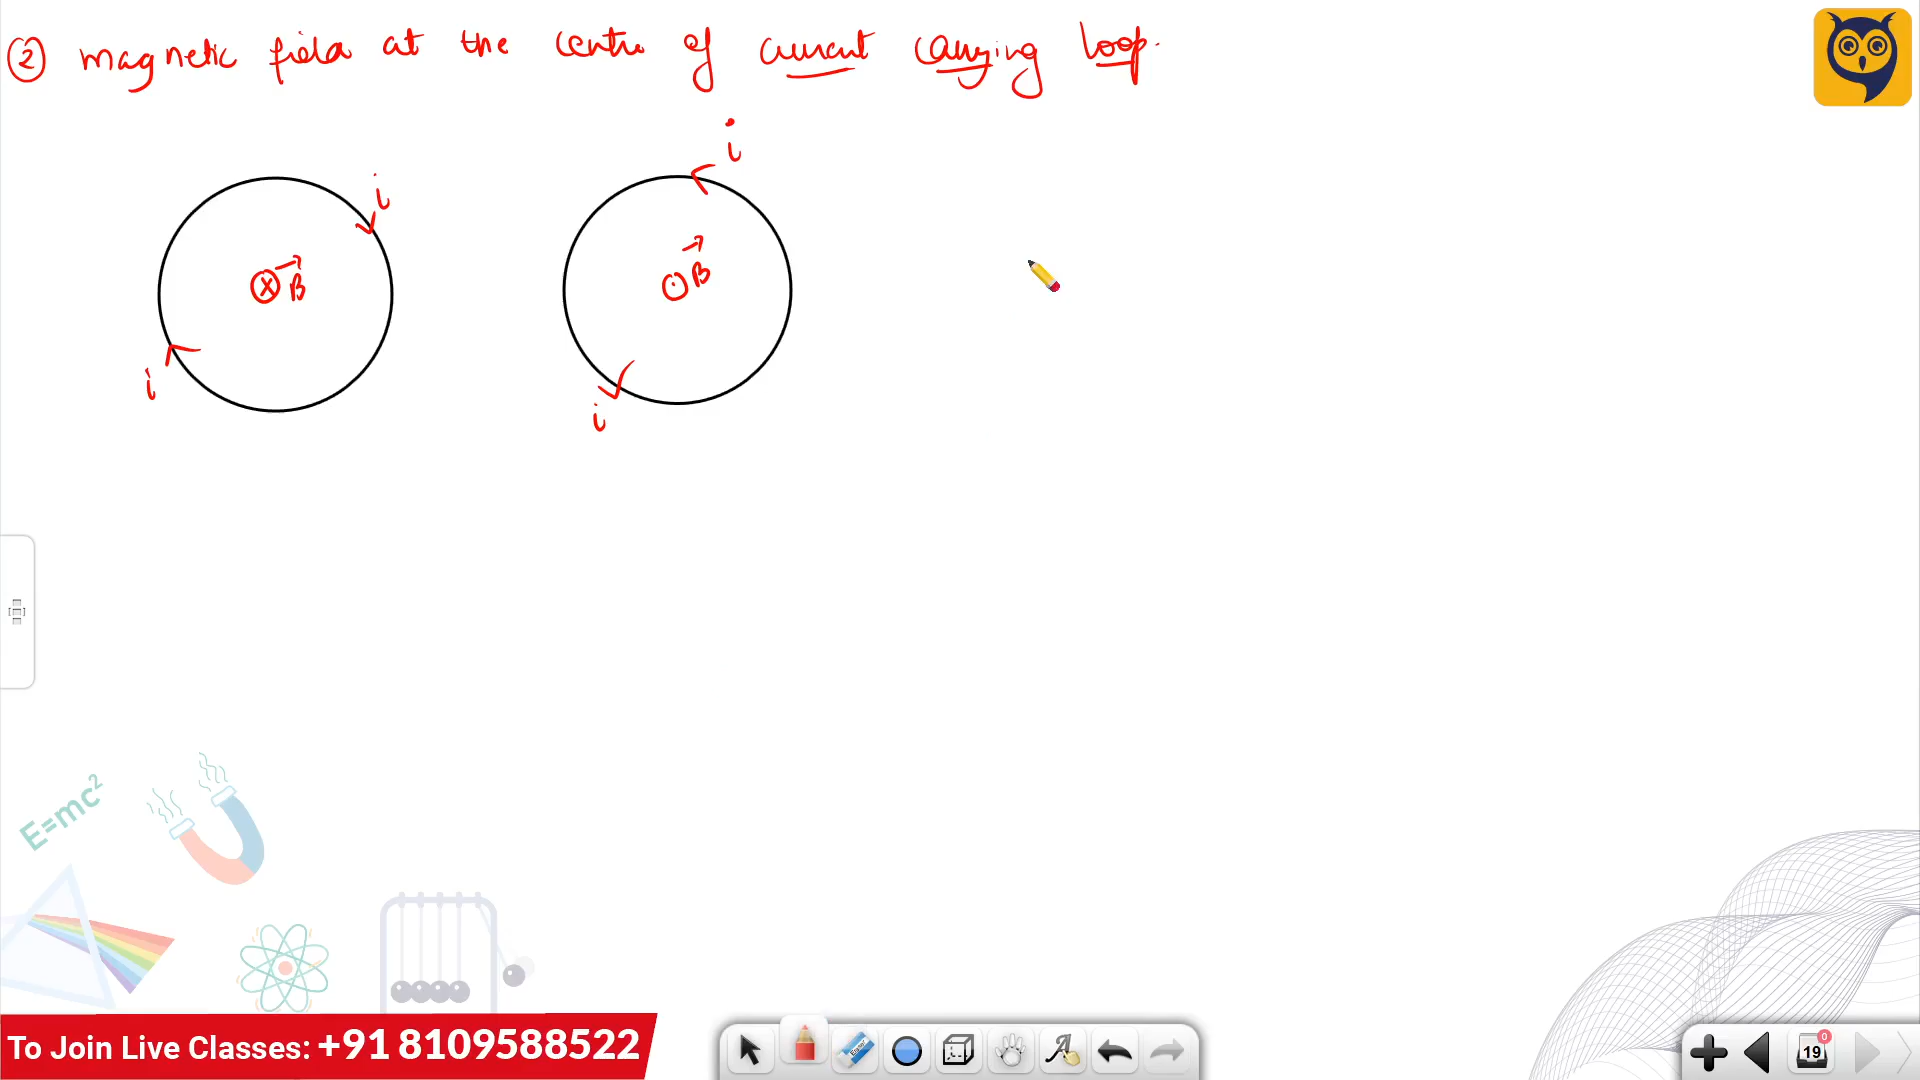 ② magnetic field at the centre of current carrying loop.
i
i
⊗ B⃗
⊙ B⃗
i
i
E=mc²
To Join Live Classes: +91 8109588522
Eraser
A
19
0